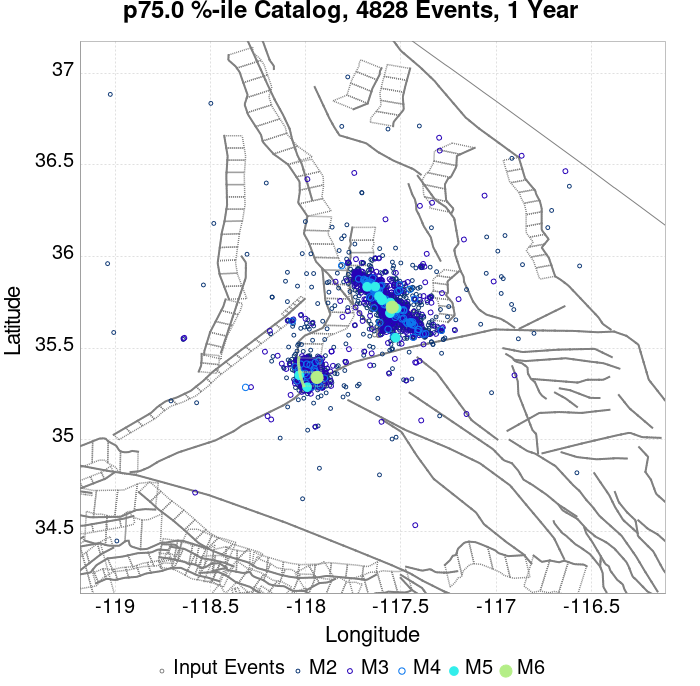 p75.0 %-ile Catalog, 4828 Events, 1 Year
37
36.5
36
35.5
35
34.5
Latitude
-119
-118.5
-118
-117.5
-117
-116.5
Longitude
Input Events
M2
M3
M4
M5
M6